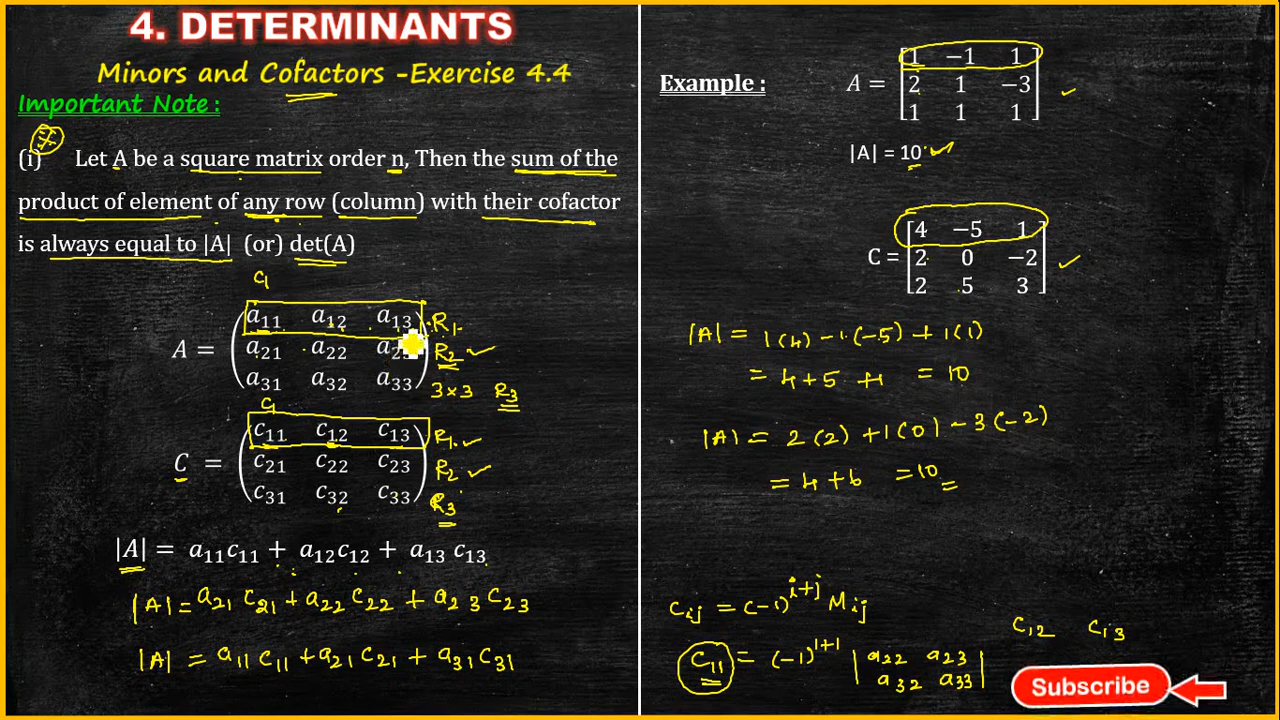 4. DETERMINANTS
Minors and Cofactors -Exercise 4.4
Important Note :
(i) Let A be a square matrix order n, Then the sum of the
product of element of any row (column) with their cofactor
is always equal to |A| (or) det(A)
C₁
a₁₁ a₁₂ a₁₃ R₁
A = a₂₁ a₂₂ a₂₃ R₂ ✓
a₃₁ a₃₂ a₃₃ 3×3 R₃
C₁
c₁₁ c₁₂ c₁₃ R₁ ✓
C = c₂₁ c₂₂ c₂₃ R₂ ✓
c₃₁ c₃₂ c₃₃ R₃
|A| = a₁₁c₁₁ + a₁₂c₁₂ + a₁₃ c₁₃
|A| = a₂₁ c₂₁ + a₂₂ c₂₂ + a₂₃ c₂₃
|A| = a₁₁ c₁₁ + a₂₁ c₂₁ + a₃₁ c₃₁
Example :
1 −1 1
A = 2 1 −3 ✓
1 1 1
|A| = 10 ✓
4 −5 1
C = 2 0 −2 ✓
2 5 3
|A| = 1(4) −1(−5) + 1(1)
= 4+5+1 = 10
|A| = 2(2) +1(0) −3(−2)
= 4+6 = 10
Cᵢⱼ = (−1)ⁱ⁺ʲ Mᵢⱼ
C₁₂ C₁₃
C₁₁ = (−1)¹⁺¹ | a₂₂ a₂₃
a₃₂ a₃₃ |
Subscribe